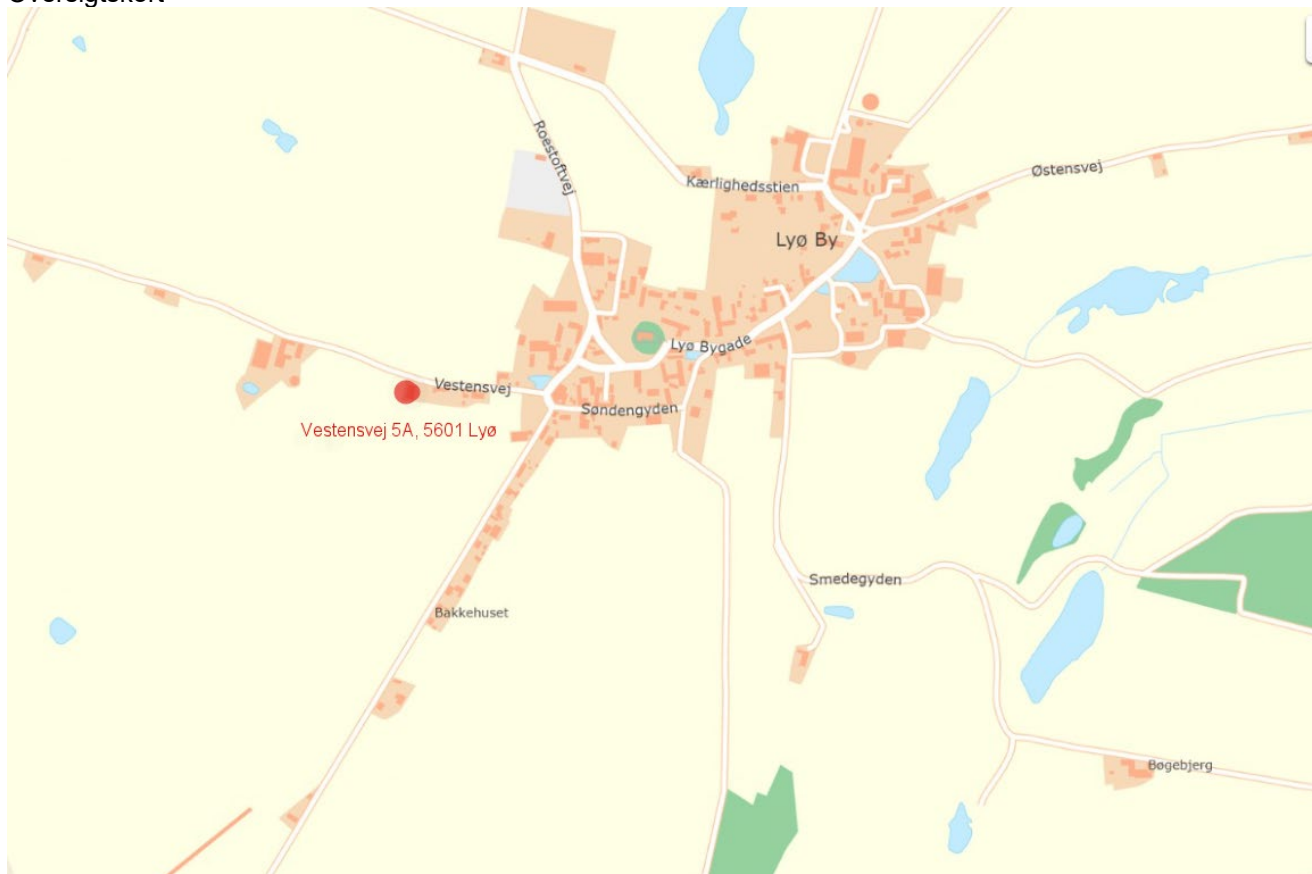 Oversigtskort
Roestoftvej
Kærlighedsstien
Østensvej
Lyø By
Lyø Bygade
Vestensvej
Søndengyden
Vestensvej 5A, 5601 Lyø
Smedegyden
Bakkehuset
Bøgebjerg